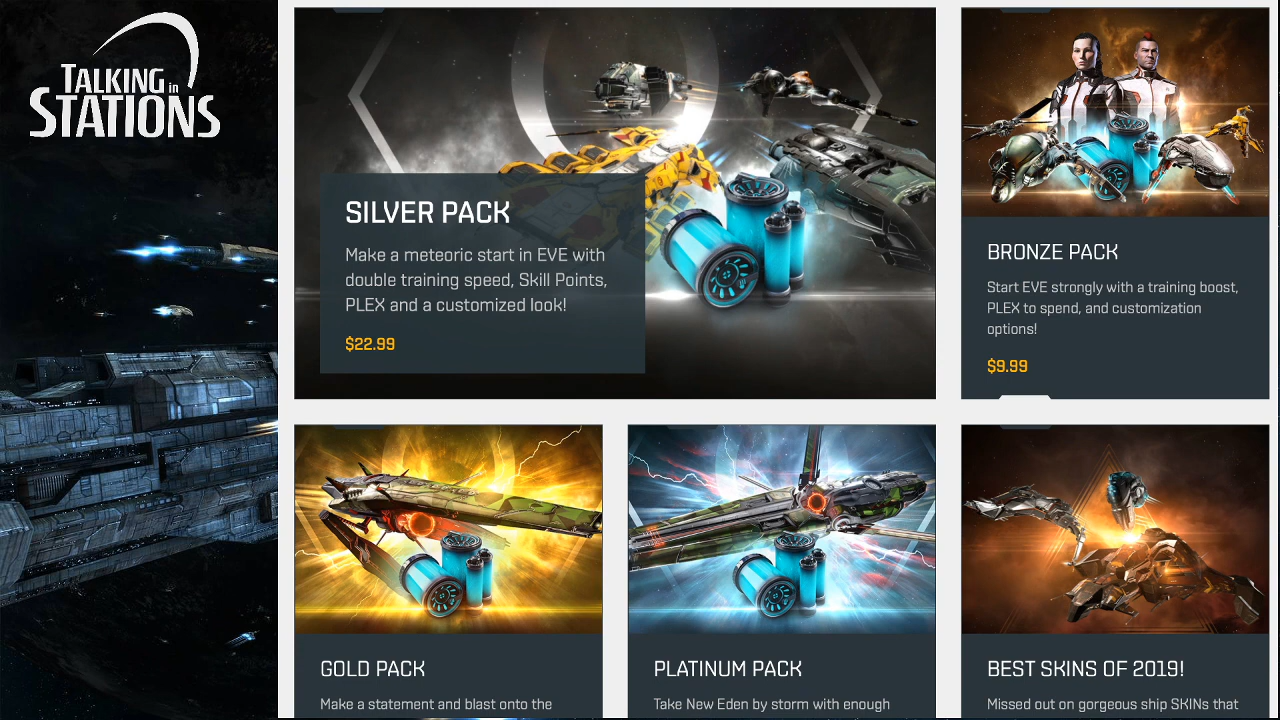 TALKING in
STATIONS
SILVER PACK
Make a meteoric start in EVE with
double training speed, Skill Points,
PLEX and a customized look!
$22.99
BRONZE PACK
Start EVE strongly with a training boost,
PLEX to spend, and customization
options!
$9.99
GOLD PACK
Make a statement and blast onto the
PLATINUM PACK
Take New Eden by storm with enough
BEST SKINS OF 2019!
Missed out on gorgeous ship SKINs that